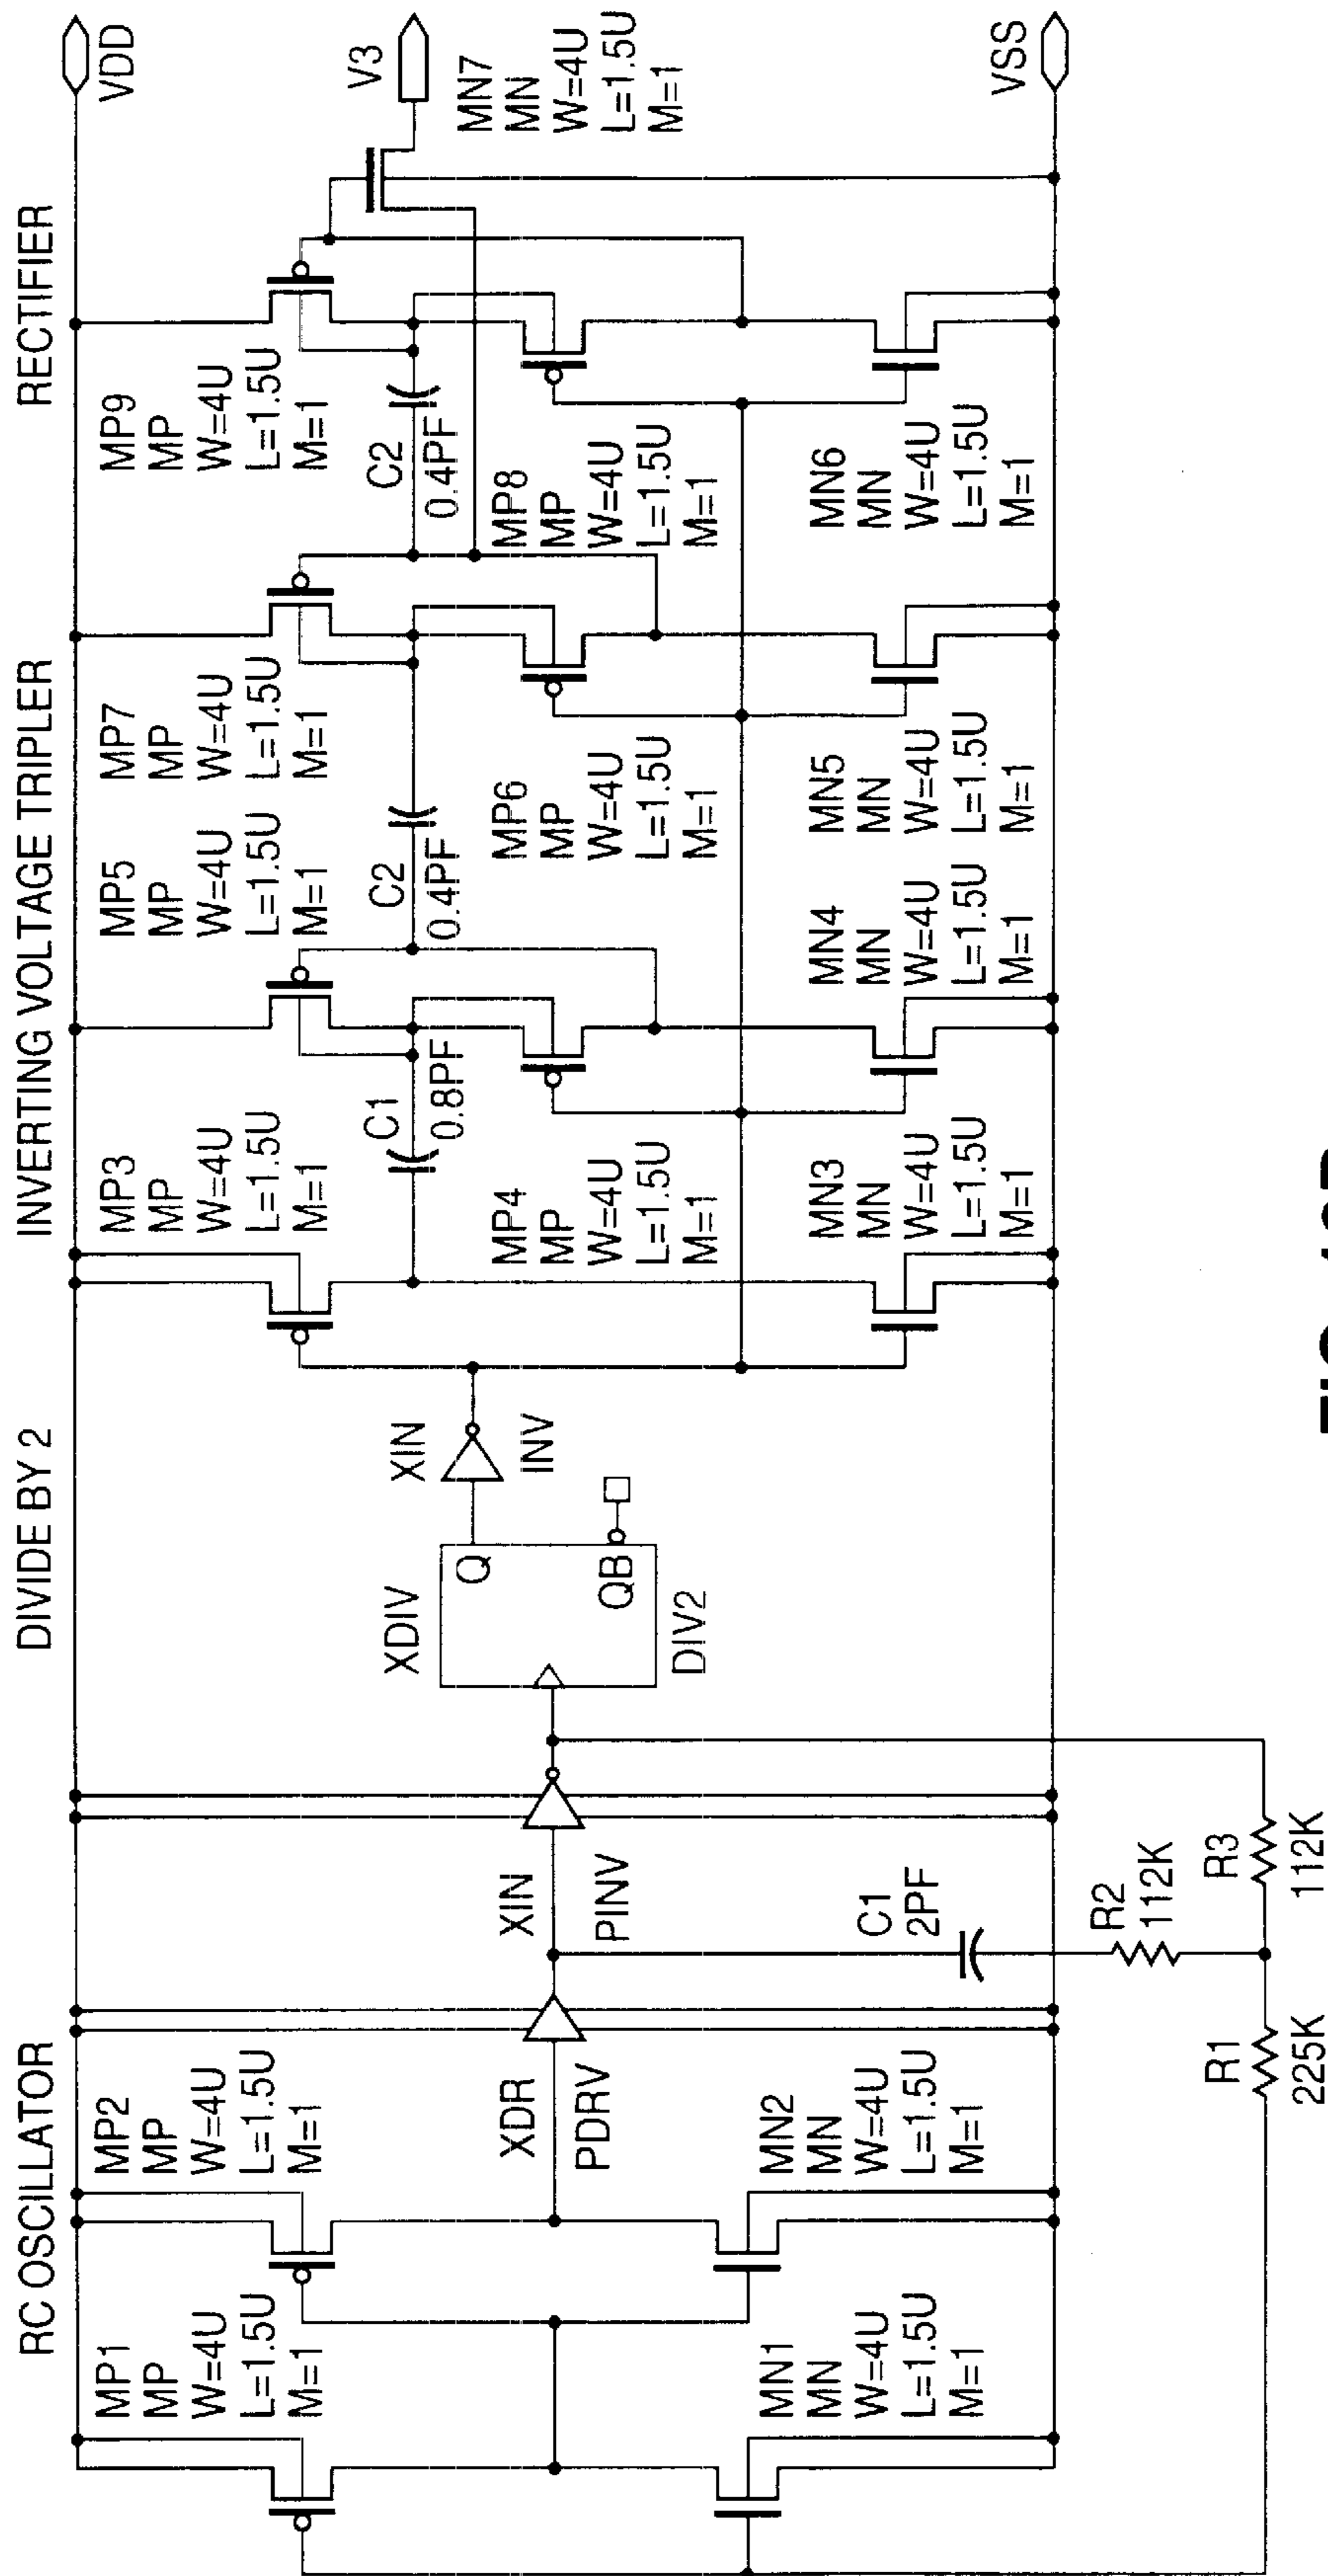 RC OSCILLATOR
DIVIDE BY 2
INVERTING VOLTAGE TRIPLER
RECTIFIER
VDD
MP1
MP
W=4U
L=1.5U
M=1
MP2
MP
W=4U
L=1.5U
M=1
MN1
MN
W=4U
L=1.5U
M=1
MN2
MN
W=4U
L=1.5U
M=1
XDR
PDRV
XIN
PINV
C1
2PF
R2
112K
R1
225K
R3
112K
XDIV
Q
QB
DIV2
XIN
INV
MP3
MP
W=4U
L=1.5U
M=1
C1
0.8PF
MP4
MP
W=4U
L=1.5U
M=1
MN3
MN
W=4U
L=1.5U
M=1
MP5
MP
W=4U
L=1.5U
M=1
C2
0.4PF
MN4
MN
W=4U
L=1.5U
M=1
MP7
MP
W=4U
L=1.5U
M=1
MP6
MP
W=4U
L=1.5U
M=1
MN5
MN
W=4U
L=1.5U
M=1
MP9
MP
W=4U
L=1.5U
M=1
C2
0.4PF
MP8
MP
W=4U
L=1.5U
M=1
MN6
MN
W=4U
L=1.5U
M=1
V3
MN7
MN
W=4U
L=1.5U
M=1
VSS